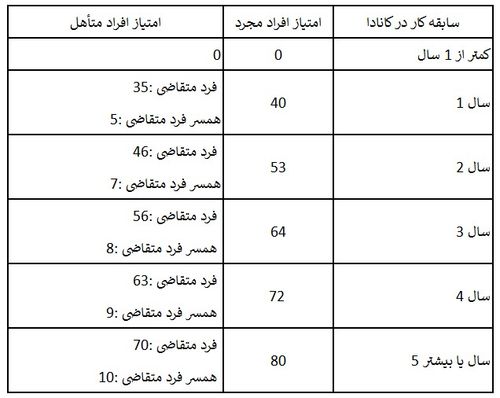 سابقه کار در کانادا	امتیاز افراد مجرد	امتیاز افراد متأهل
کمتر از 1 سال	0	0
سال 1	40	فرد متقاضی :35
همسر فرد متقاضی :5
سال 2	53	فرد متقاضی :46
همسر فرد متقاضی :7
سال 3	64	فرد متقاضی :56
همسر فرد متقاضی :8
سال 4	72	فرد متقاضی :63
همسر فرد متقاضی :9
سال یا بیشتر 5	80	فرد متقاضی :70
همسر فرد متقاضی :10